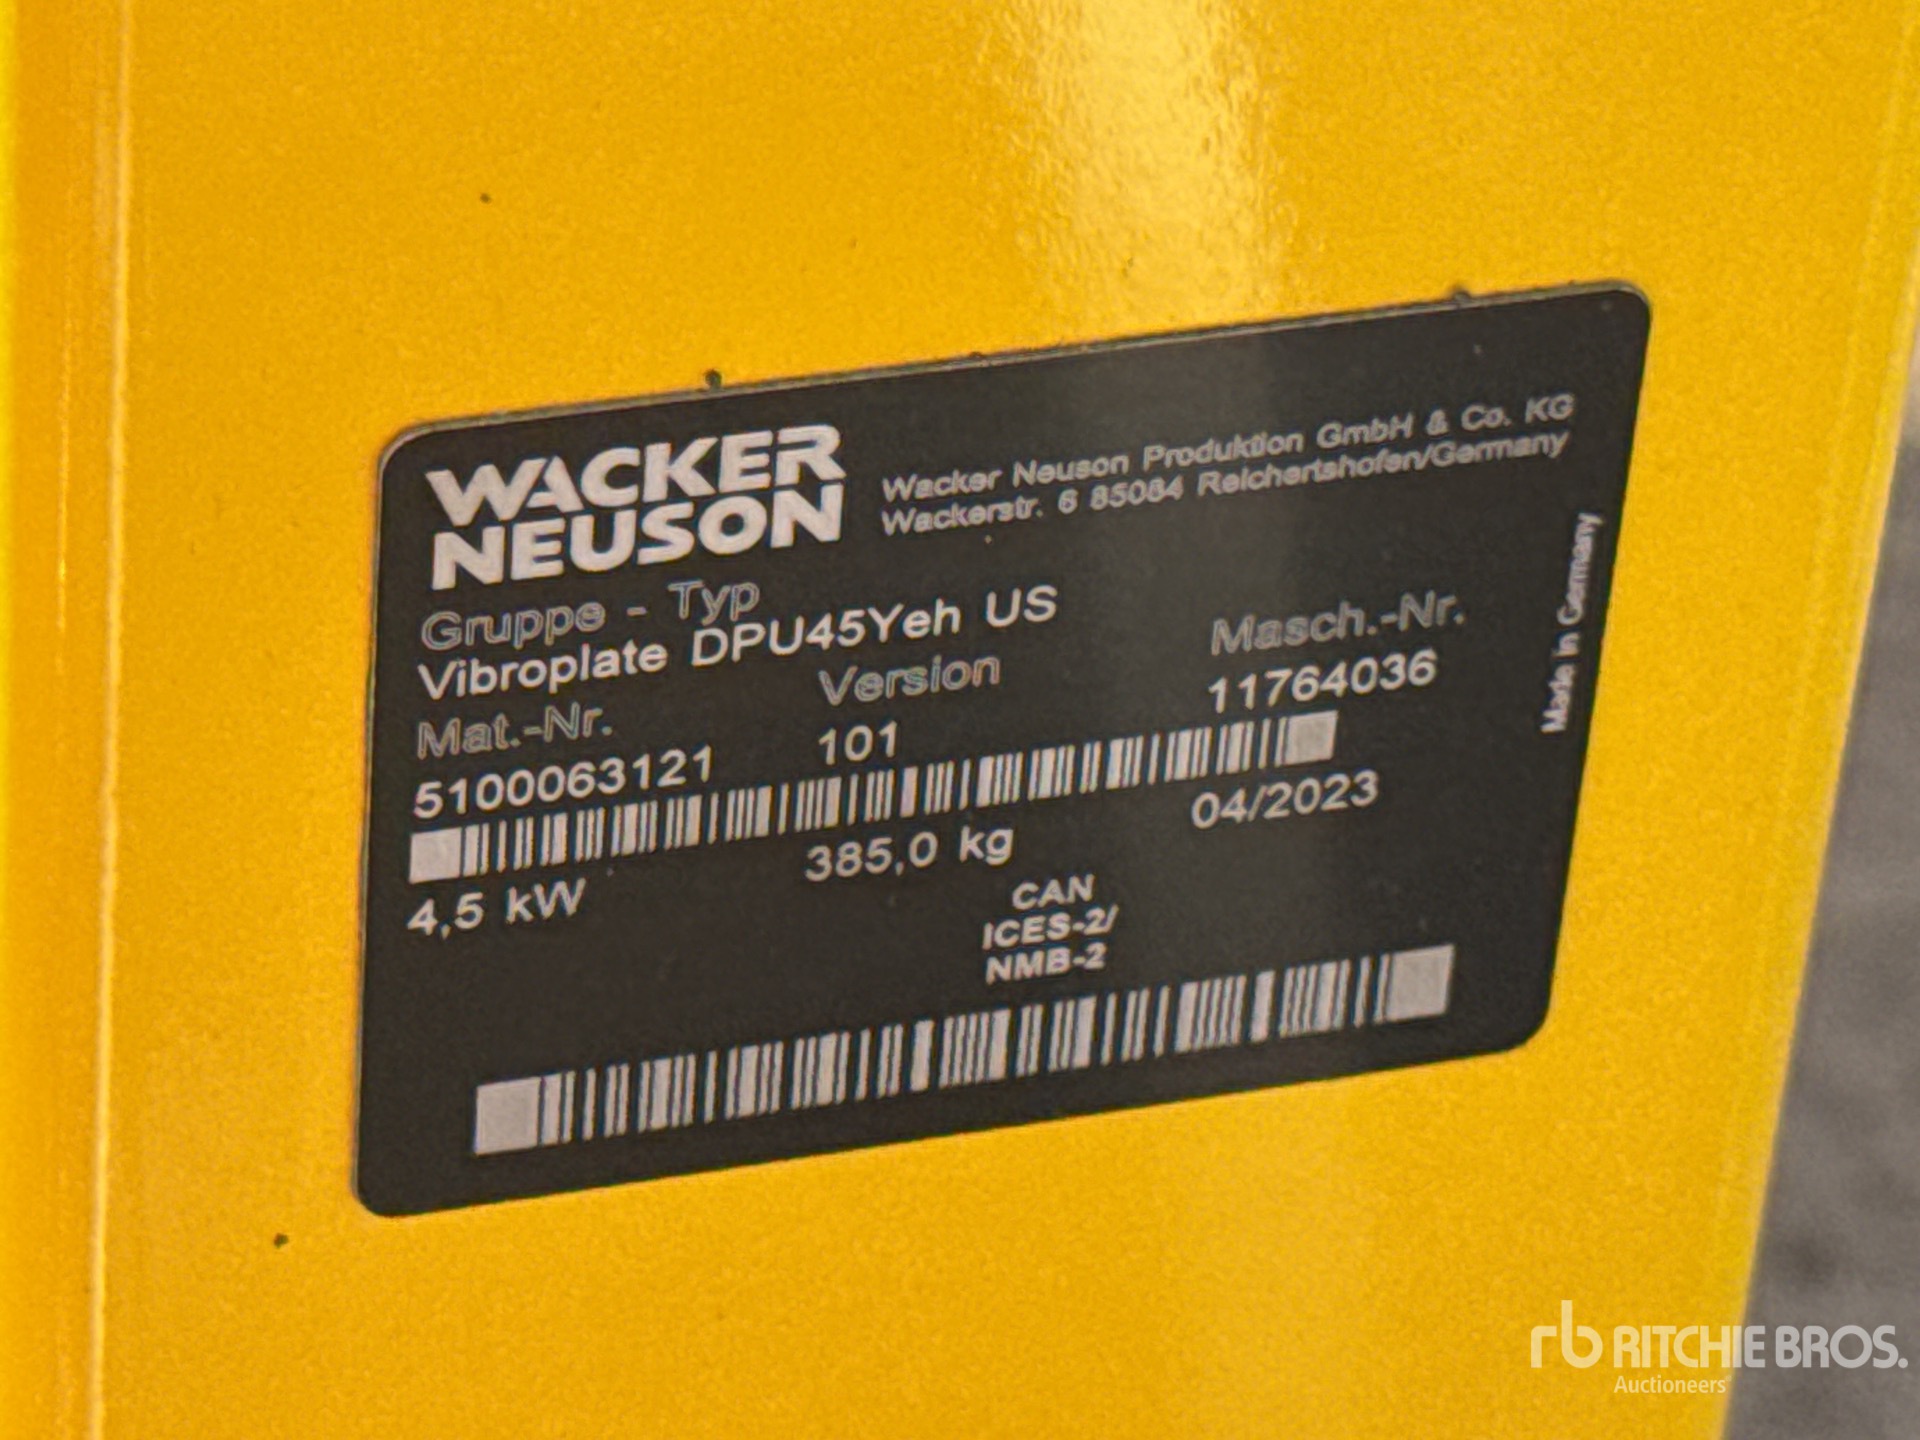 WACKER
NEUSON
Wacker Neuson Produktion GmbH & Co. KG
Wackerstr. 6 85084 Reichertshofen/Germany
Made in Germany
Gruppe - Typ
Vibroplate DPU45Yeh US
Mat.-Nr. Version Masch.-Nr.
5100063121 101 11764036
4,5 kW 385,0 kg 04/2023
CAN
ICES-2/
NMB-2
rb RITCHIE BROS.
Auctioneers